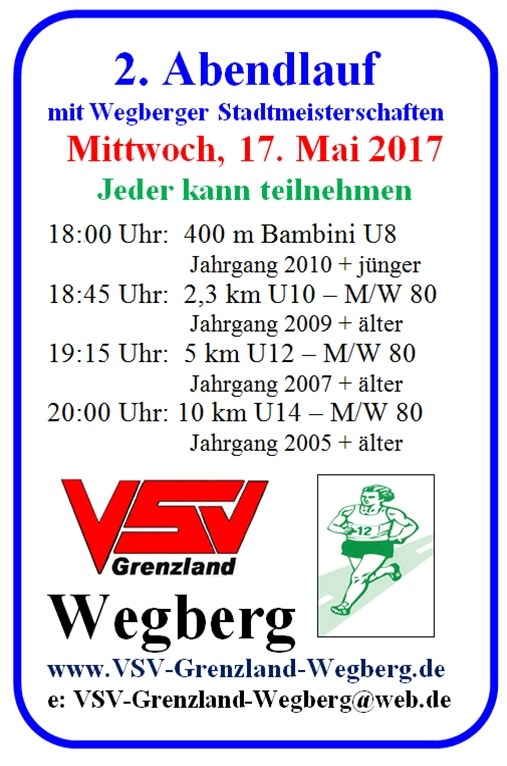 2. Abendlauf
mit Wegberger Stadtmeisterschaften
Mittwoch, 17. Mai 2017
Jeder kann teilnehmen
18:00 Uhr: 400 m Bambini U8
Jahrgang 2010 + jünger
18:45 Uhr: 2,3 km U10 – M/W 80
Jahrgang 2009 + älter
19:15 Uhr: 5 km U12 – M/W 80
Jahrgang 2007 + älter
20:00 Uhr: 10 km U14 – M/W 80
Jahrgang 2005 + älter
VSV
Grenzland
12
Wegberg
www.VSV-Grenzland-Wegberg.de
e: VSV-Grenzland-Wegberg@web.de